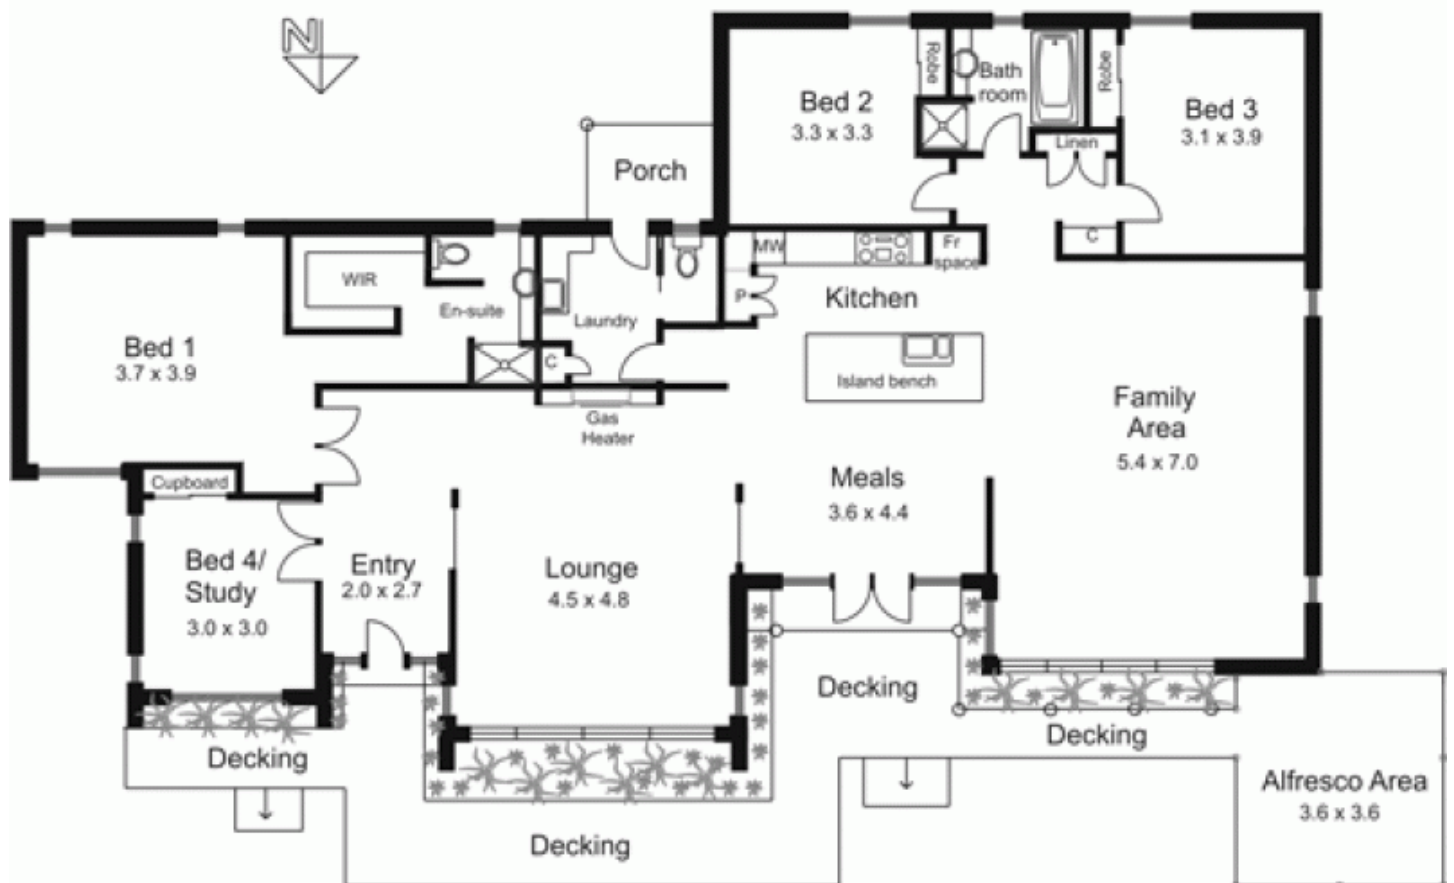 N
Bed 2
3.3 x 3.3
Robe
Bath
room
Robe
Bed 3
3.1 x 3.9
Linen
Porch
C
MW
Fr
space
WIR
En-suite
Laundry
P
Kitchen
Bed 1
3.7 x 3.9
C
Island bench
Gas
Heater
Family
Area
5.4 x 7.0
Cupboard
Meals
3.6 x 4.4
Bed 4/
Study
3.0 x 3.0
Entry
2.0 x 2.7
Lounge
4.5 x 4.8
Decking
Decking
Decking
Alfresco Area
3.6 x 3.6
Decking